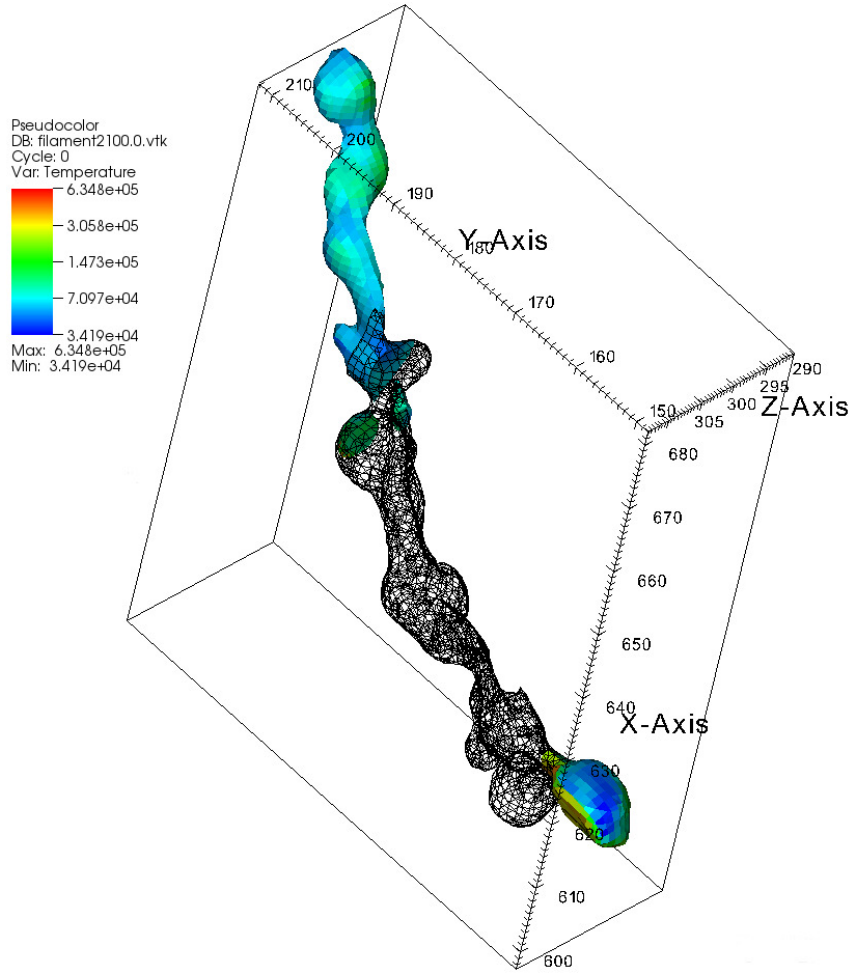 Pseudocolor
DB: filament2100.0.vtk
Cycle: 0
Var: Temperature
6.348e+05
3.058e+05
1.473e+05
7.097e+04
3.419e+04
Max: 6.348e+05
Min: 3.419e+04
210
200
190
Y-Axis
180
170
160
150
290
295
300
305
Z-Axis
680
670
660
650
640
X-Axis
630
620
610
600